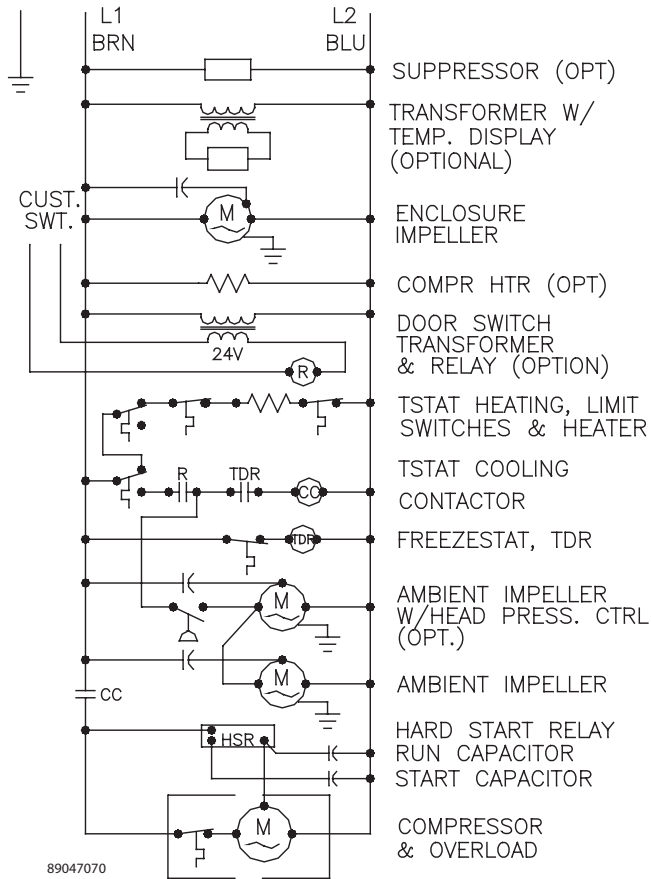 L1 L2
BRN BLU
SUPPRESSOR (OPT)
TRANSFORMER W/
TEMP. DISPLAY
(OPTIONAL)
CUST.
SWT.
M
ENCLOSURE
IMPELLER
COMPR HTR (OPT)
DOOR SWITCH
TRANSFORMER
& RELAY (OPTION)
24V
R
TSTAT HEATING, LIMIT
SWITCHES & HEATER
TSTAT COOLING
R TDR
CC
CONTACTOR
TDR
FREEZESTAT, TDR
M
AMBIENT IMPELLER
W/HEAD PRESS. CTRL
(OPT.)
M
AMBIENT IMPELLER
CC
HARD START RELAY
HSR
RUN CAPACITOR
START CAPACITOR
M
COMPRESSOR
& OVERLOAD
89047070